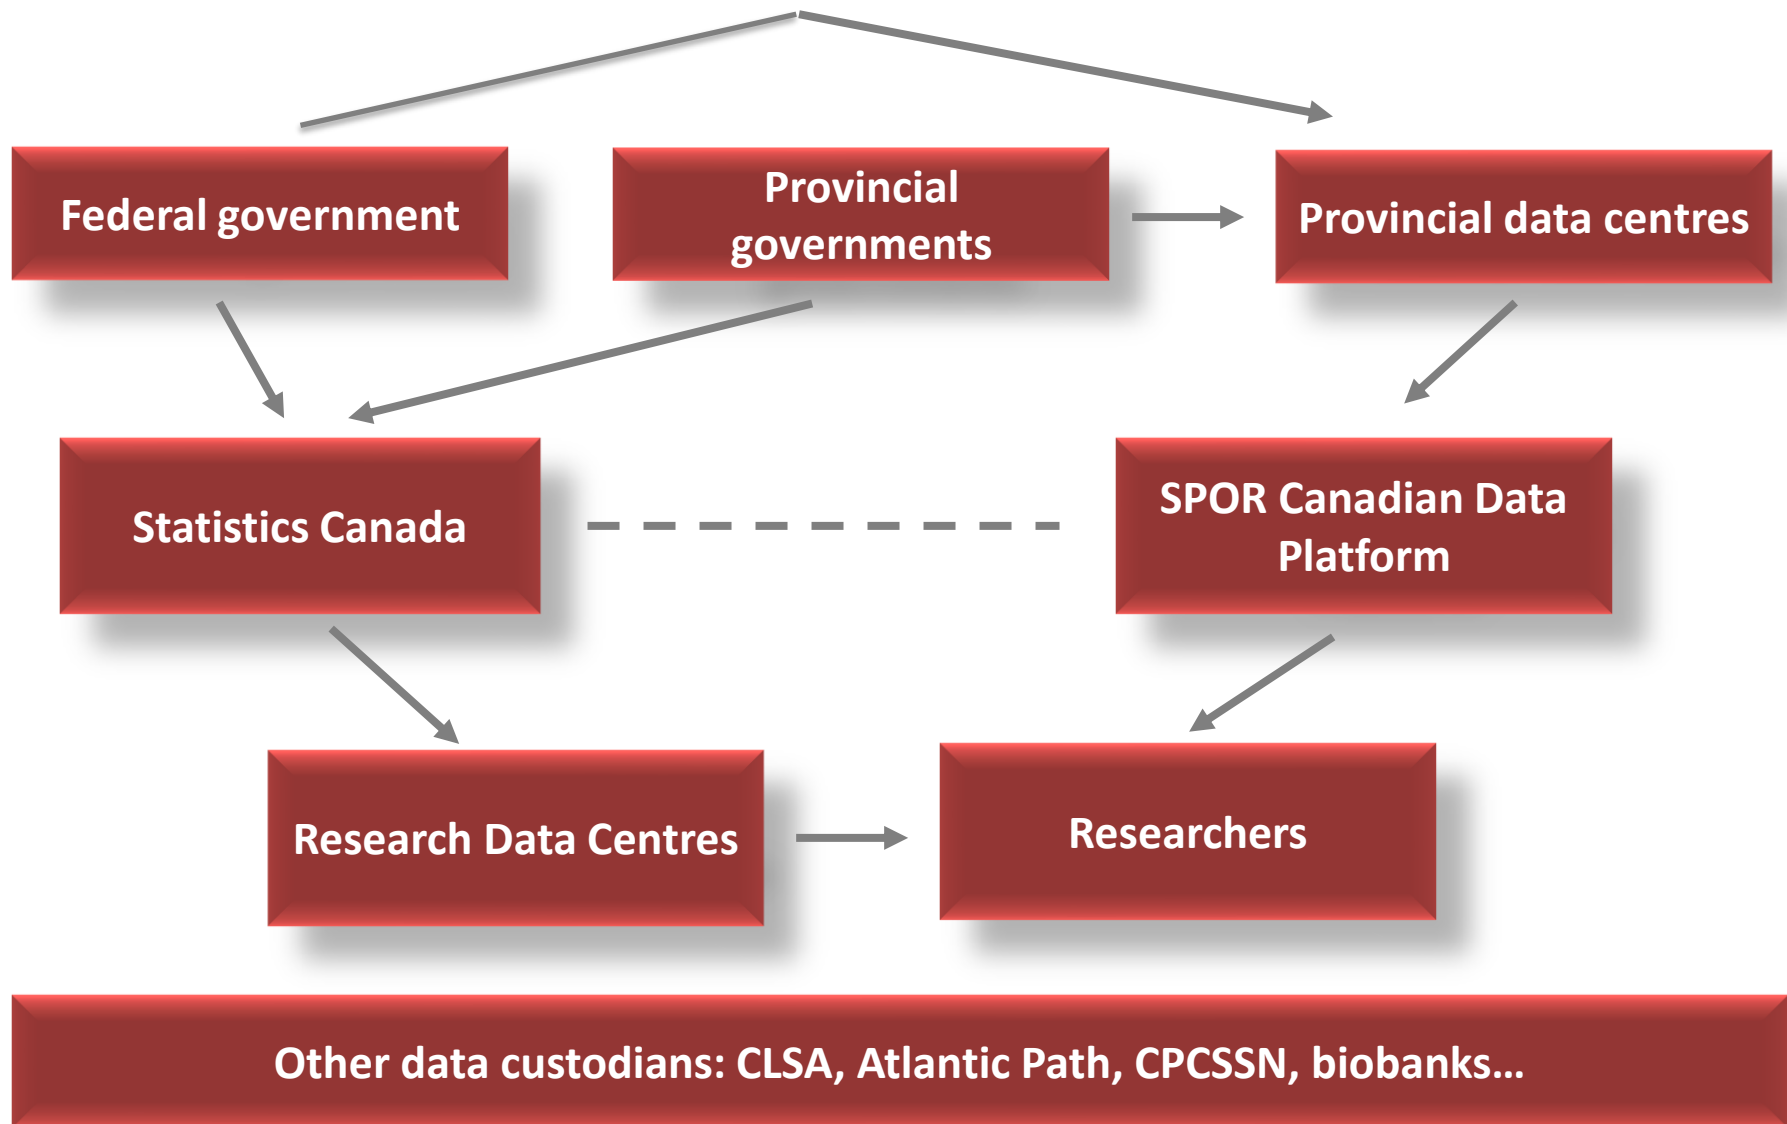 Federal government
Provincial
governments
Provincial data centres
Statistics Canada
SPOR Canadian Data
Platform
Research Data Centres
Researchers
Other data custodians: CLSA, Atlantic Path, CPCSSN, biobanks...